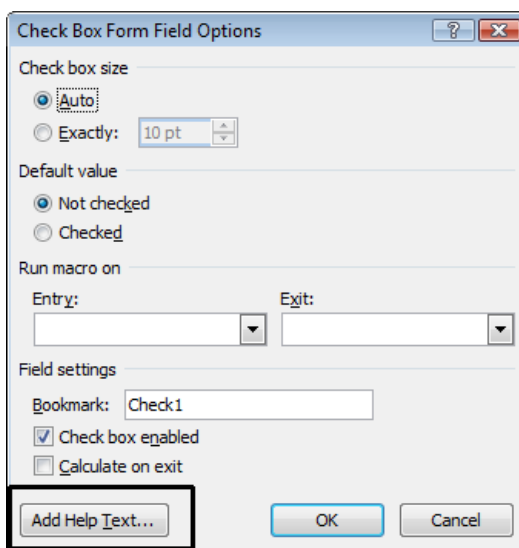 Check Box Form Field Options
Check box size
Auto
Exactly: 10 pt
Default value
Not checked
Checked
Run macro on
Entry: Exit:
Field settings
Bookmark: Check1
Check box enabled
Calculate on exit
Add Help Text... OK Cancel